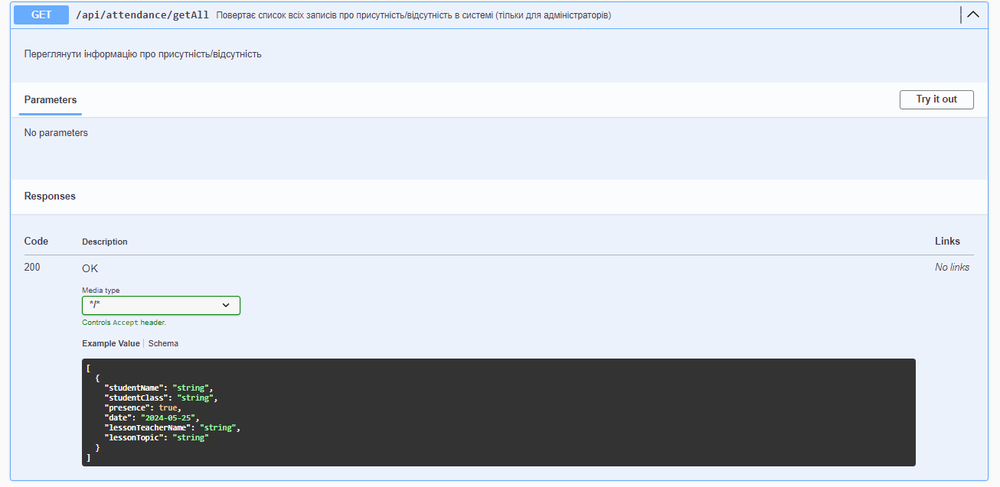 GET /api/attendance/getAll Повертає список всіх записів про присутність/відсутність в системі (тільки для адміністраторів)
Переглянути інформацію про присутність/відсутність
Parameters
Try it out
No parameters
Responses
Code Description Links
200 OK No links
Media type
*/*
Controls Accept header.
Example Value Schema
[
  {
    "studentName": "string",
    "studentClass": "string",
    "presence": true,
    "date": "2024-05-25",
    "lessonTeacherName": "string",
    "lessonTopic": "string"
  }
]